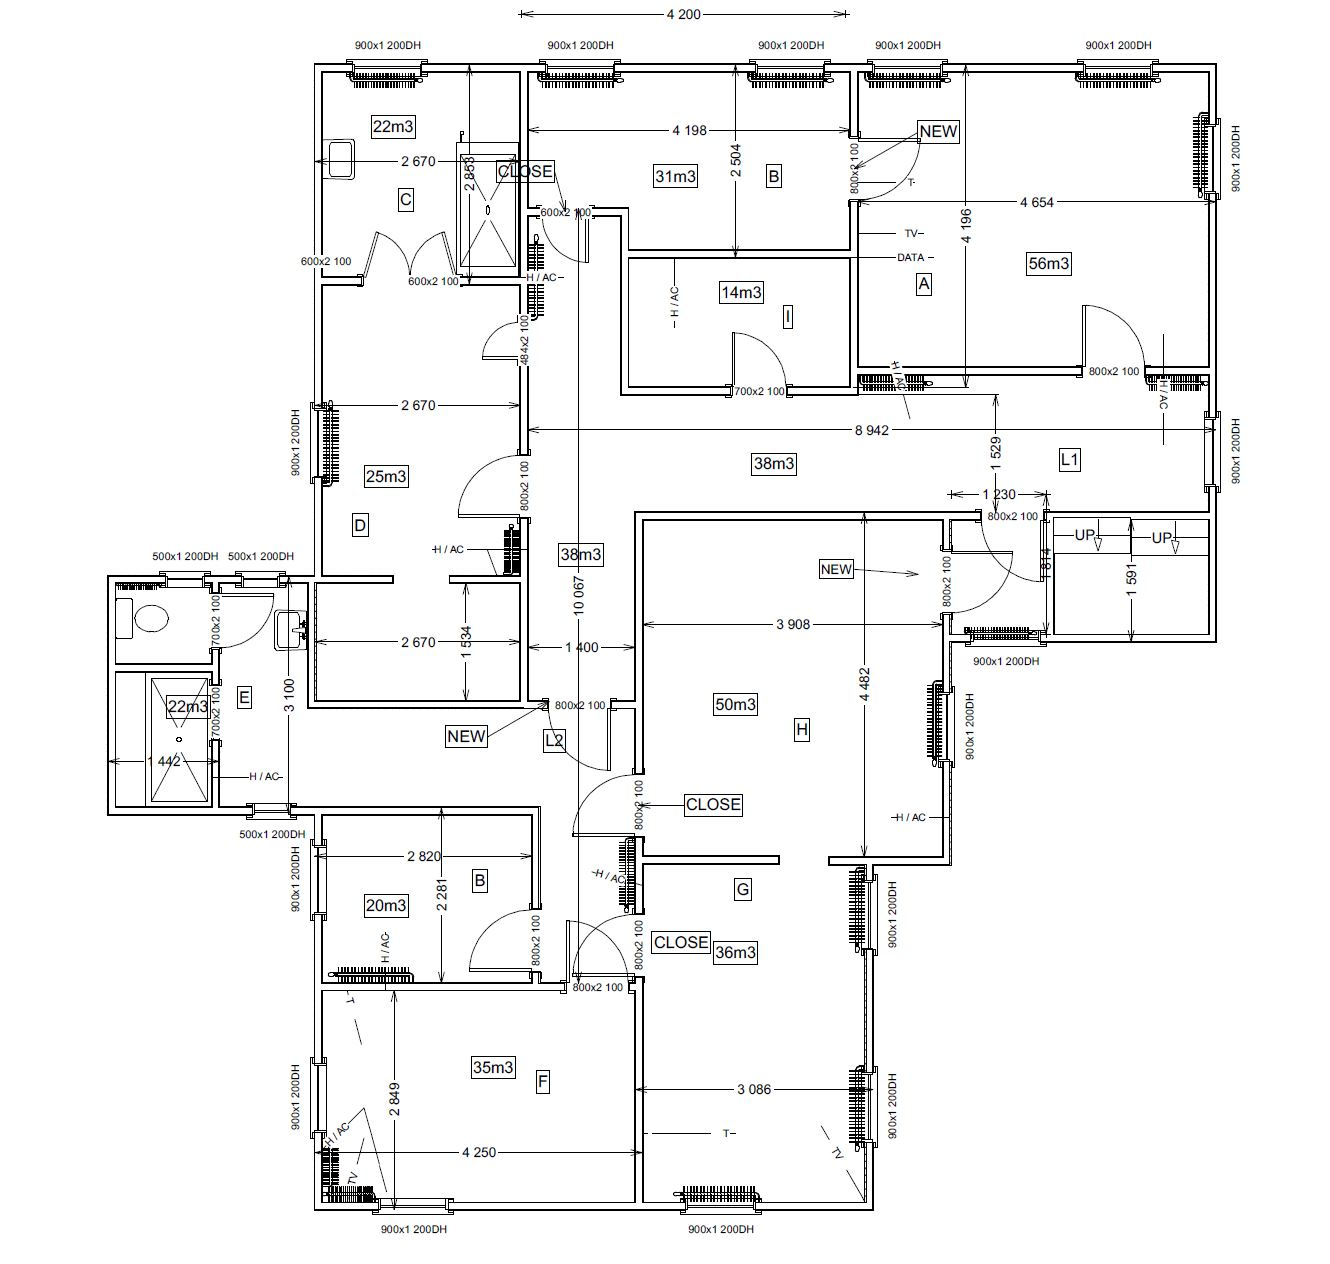 4 200
900x1 200DH
900x1 200DH
900x1 200DH
900x1 200DH
900x1 200DH
22m3
4 198
NEW
2 670
2 853
CLOSE
31m3
2 504
B
800x2 100
T
900x1 200DH
C
600x2 100
4 654
4 196
TV
DATA
600x2 100
600x2 100
H / AC
H / AC
14m3
I
A
56m3
484x2 100
700x2 100
H / AC
800x2 100
H / AC
2 670
8 942
900x1 200DH
1 529
900x1 200DH
25m3
800x2 100
38m3
L1
1 230
D
800x2 100
UP
UP
H / AC
38m3
NEW
800x2 100
1 814
1 591
500x1 200DH
500x1 200DH
700x2 100
10 067
3 908
2 670
1 534
1 400
900x1 200DH
3 100
E
22m3
700x2 100
4 482
800x2 100
50m3
900x1 200DH
NEW
L2
H
1 442
H / AC
800x2 100
CLOSE
H / AC
500x1 200DH
2 820
900x1 200DH
B
2 281
H / AC
G
20m3
900x1 200DH
H / AC
800x2 100
800x2 100
CLOSE
36m3
800x2 100
T
35m3
F
900x1 200DH
2 849
3 086
900x1 200DH
H / AC
T
TV
4 250
TV
900x1 200DH
900x1 200DH